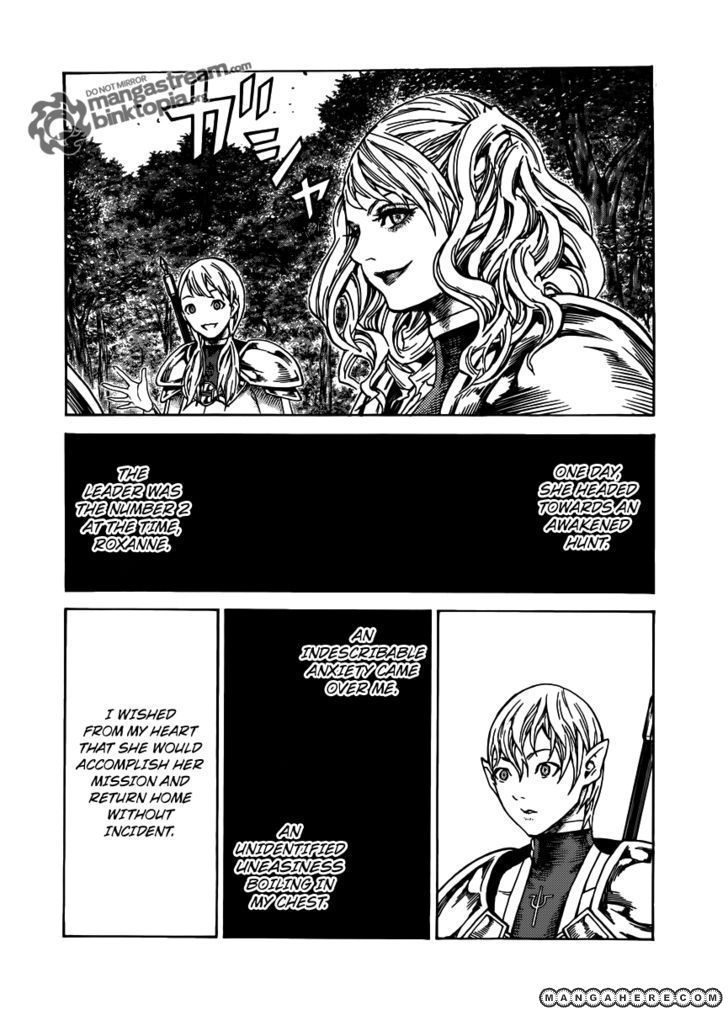 DO NOT MIRROR
mangastream.com
binktopia.org
ガシャ
ONE DAY,
SHE HEADED
TOWARDS AN
AWAKENED
HUNT.
THE
LEADER WAS
THE NUMBER 2
AT THE TIME,
ROXANNE.
AN
INDESCRIBABLE
ANXIETY CAME
OVER ME.
AN
UNIDENTIFIED
UNEASINESS
BOILING IN
MY CHEST.
I WISHED
FROM MY HEART
THAT SHE WOULD
ACCOMPLISH HER
MISSION AND
RETURN HOME
WITHOUT
INCIDENT.
MANGAHERE.COM